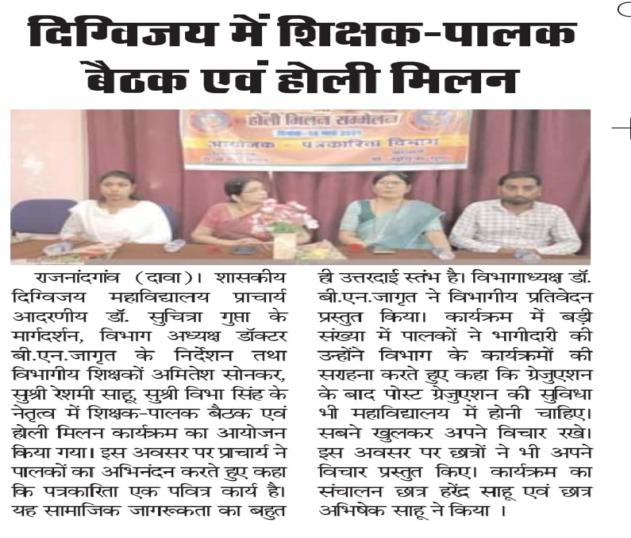 दिग्विजय में शिक्षक-पालक
बैठक एवं होली मिलन
होली मिलन सम्मेलन
आयोजक - पत्रकारिता विभाग
राजनांदगांव (दावा)। शासकीय
दिग्विजय महाविद्यालय प्राचार्य
आदरणीय डॉ. सुचित्रा गुप्ता के
मार्गदर्शन, विभाग अध्यक्ष डॉक्टर
बी.एन.जागृत के निर्देशन तथा
विभागीय शिक्षकों अमितेश सोनकर,
सुश्री रेशमी साहू, सुश्री विभा सिंह के
नेतृत्व में शिक्षक-पालक बैठक एवं
होली मिलन कार्यक्रम का आयोजन
किया गया। इस अवसर पर प्राचार्य ने
पालकों का अभिनंदन करते हुए कहा
कि पत्रकारिता एक पवित्र कार्य है।
यह सामाजिक जागरूकता का बहुत
ही उत्तरदाई स्तंभ है। विभागाध्यक्ष डॉ.
बी.एन.जागृत ने विभागीय प्रतिवेदन
प्रस्तुत किया। कार्यक्रम में बड़ी
संख्या में पालकों ने भागीदारी की
उन्होंने विभाग के कार्यक्रमों की
सराहना करते हुए कहा कि ग्रेजुएशन
के बाद पोस्ट ग्रेजुएशन की सुविधा
भी महाविद्यालय में होनी चाहिए।
सबने खुलकर अपने विचार रखे।
इस अवसर पर छात्रों ने भी अपने
विचार प्रस्तुत किए। कार्यक्रम का
संचालन छात्र हरेंद्र साहू एवं छात्र
अभिषेक साहू ने किया ।